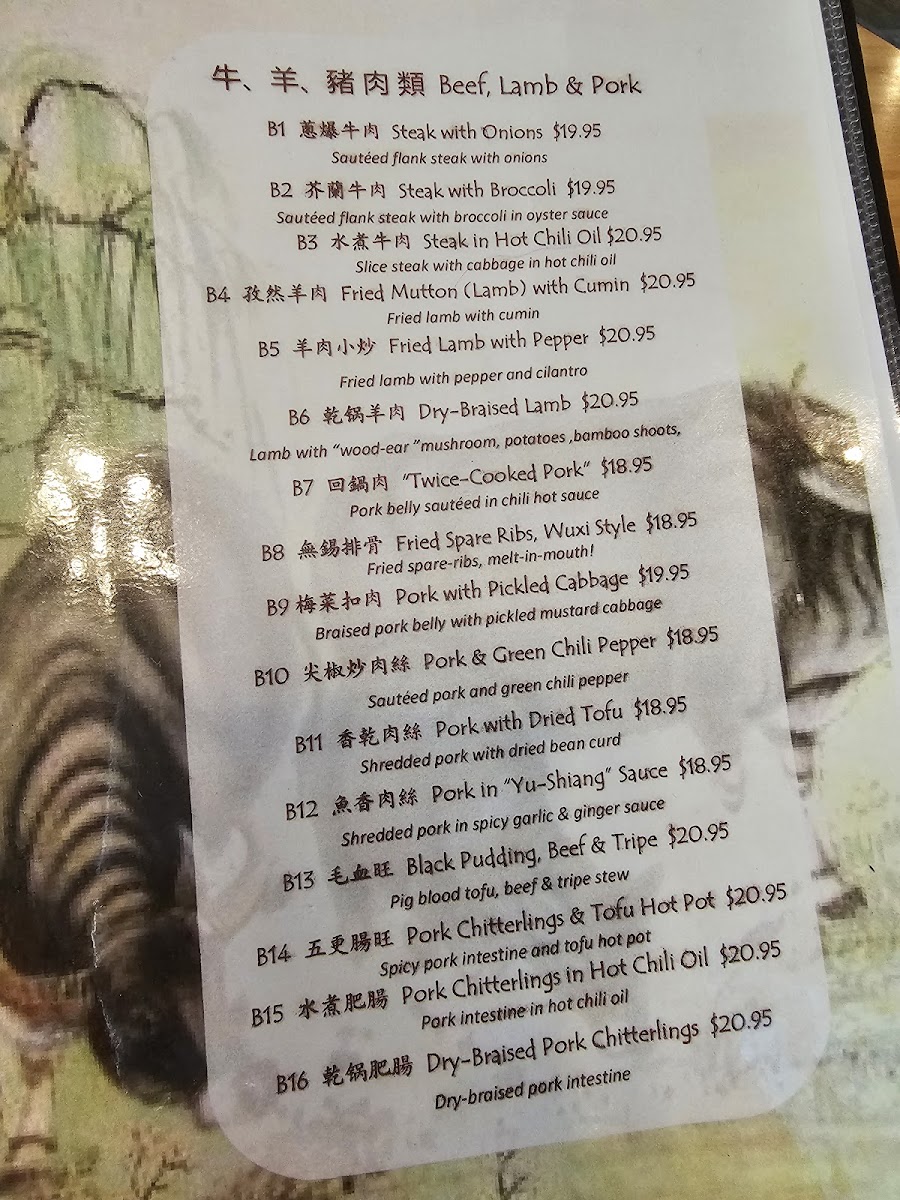 牛、羊、豬肉類 Beef, Lamb & Pork
B1 蔥爆牛肉 Steak with Onions $19.95
Sautéed flank steak with onions
B2 芥蘭牛肉 Steak with Broccoli $19.95
Sautéed flank steak with broccoli in oyster sauce
B3 水煮牛肉 Steak in Hot Chili Oil $20.95
Slice steak with cabbage in hot chili oil
B4 孜然羊肉 Fried Mutton (Lamb) with Cumin $20.95
Fried lamb with cumin
B5 羊肉小炒 Fried Lamb with Pepper $20.95
Fried lamb with pepper and cilantro
B6 乾锅羊肉 Dry-Braised Lamb $20.95
Lamb with “wood-ear ”mushroom, potatoes ,bamboo shoots,
B7 回鍋肉 “Twice-Cooked Pork” $18.95
Pork belly sautéed in chili hot sauce
B8 無錫排骨 Fried Spare Ribs, Wuxi Style $18.95
Fried spare-ribs, melt-in-mouth!
B9 梅菜扣肉 Pork with Pickled Cabbage $19.95
Braised pork belly with pickled mustard cabbage
B10 尖椒炒肉絲 Pork & Green Chili Pepper $18.95
Sautéed pork and green chili pepper
B11 香乾肉絲 Pork with Dried Tofu $18.95
Shredded pork with dried bean curd
B12 魚香肉絲 Pork in “Yu-Shiang” Sauce $18.95
Shredded pork in spicy garlic & ginger sauce
B13 毛血旺 Black Pudding, Beef & Tripe $20.95
Pig blood tofu, beef & tripe stew
B14 五更腸旺 Pork Chitterlings & Tofu Hot Pot $20.95
Spicy pork intestine and tofu hot pot
B15 水煮肥腸 Pork Chitterlings in Hot Chili Oil $20.95
Pork intestine in hot chili oil
B16 乾锅肥腸 Dry-Braised Pork Chitterlings $20.95
Dry-braised pork intestine